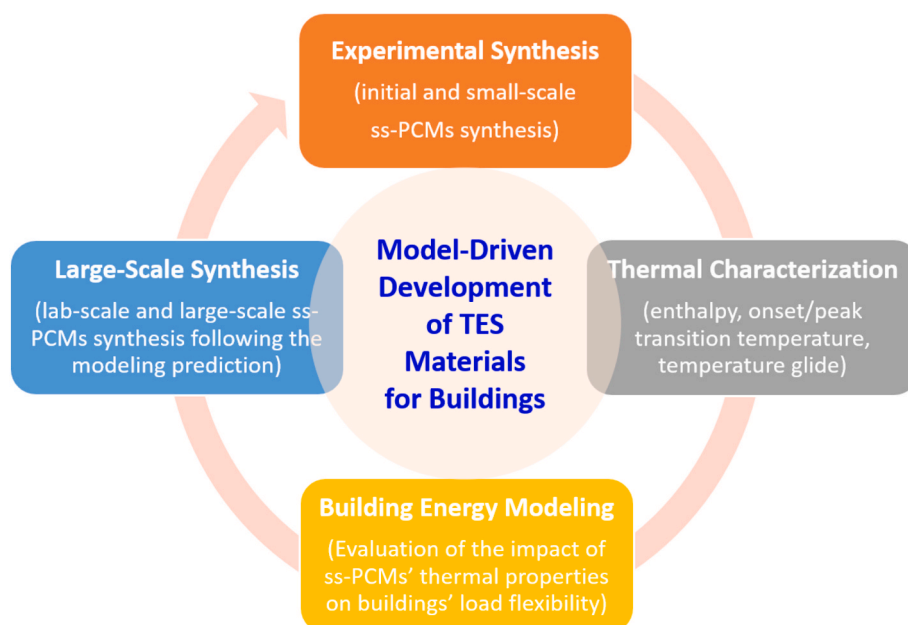 Experimental Synthesis
(initial and small-scale
ss-PCMs synthesis)
Large-Scale Synthesis
(lab-scale and large-scale ss-
PCMs synthesis following the
modeling prediction)
Model-Driven
Development
of TES
Materials
for Buildings
Thermal Characterization
(enthalpy, onset/peak
transition temperature,
temperature glide)
Building Energy Modeling
(Evaluation of the impact of
ss-PCMs’ thermal properties
on buildings’ load flexibility)